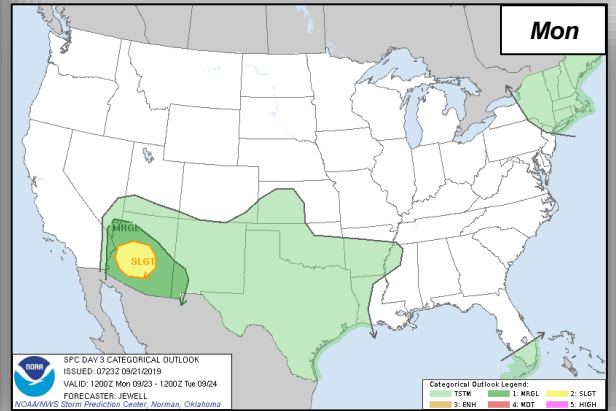 Mon
MRGL
SLGT
NOAA
SPC DAY 3 CATEGORICAL OUTLOOK
ISSUED: 0723Z 09/21/2019
VALID: 1200Z Mon 09/23 - 1200Z Tue 09/24
FORECASTER: JEWELL
NOAA/NWS Storm Prediction Center, Norman, Oklahoma
Categorical Outlook Legend:
TSTM 1: MRGL 2: SLGT
3: ENH 4: MDT 5: HIGH